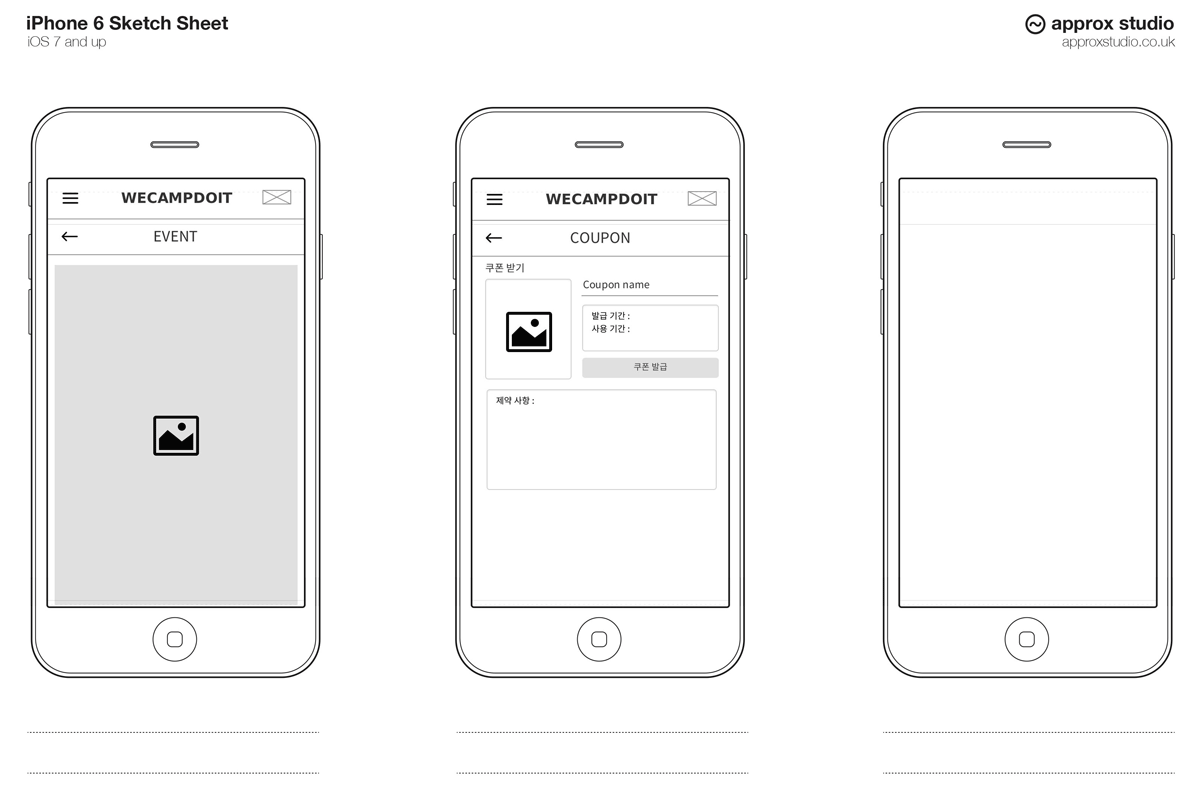 iPhone 6 Sketch Sheet
iOS 7 and up
approx studio
approxstudio.co.uk
WECAMPDOIT
EVENT
WECAMPDOIT
COUPON
쿠폰 받기
Coupon name
발급 기간 :
사용 기간 :
쿠폰 발급
제약 사항 :